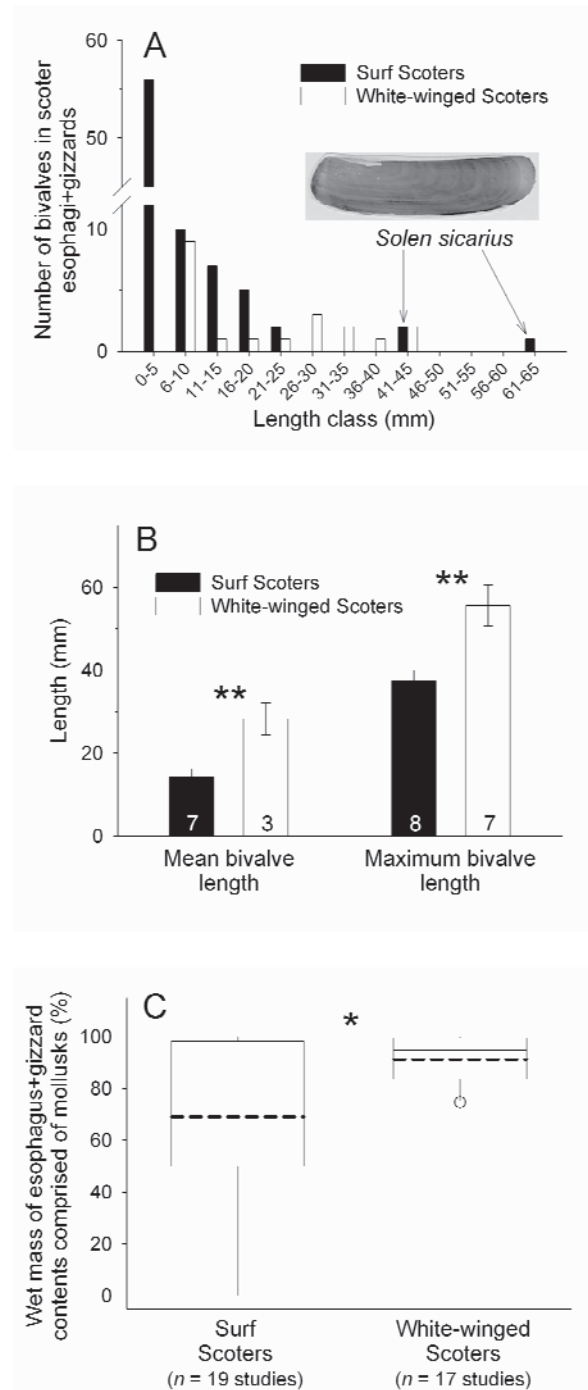 A
Surf Scoters
White-winged Scoters
Number of bivalves in scoter
esophagi+gizzards
60
50
10
0
Solen sicarius
0-5
6-10
11-15
16-20
21-25
26-30
31-35
36-40
41-45
46-50
51-55
56-60
61-65
Length class (mm)
B
Surf Scoters
White-winged Scoters
Length (mm)
60
40
20
0
**
**
7
3
8
7
Mean bivalve
length
Maximum bivalve
length
C
*
Wet mass of esophagus+gizzard
contents comprised of mollusks (%)
100
80
60
40
20
0
Surf
Scoters
(n = 19 studies)
White-winged
Scoters
(n = 17 studies)